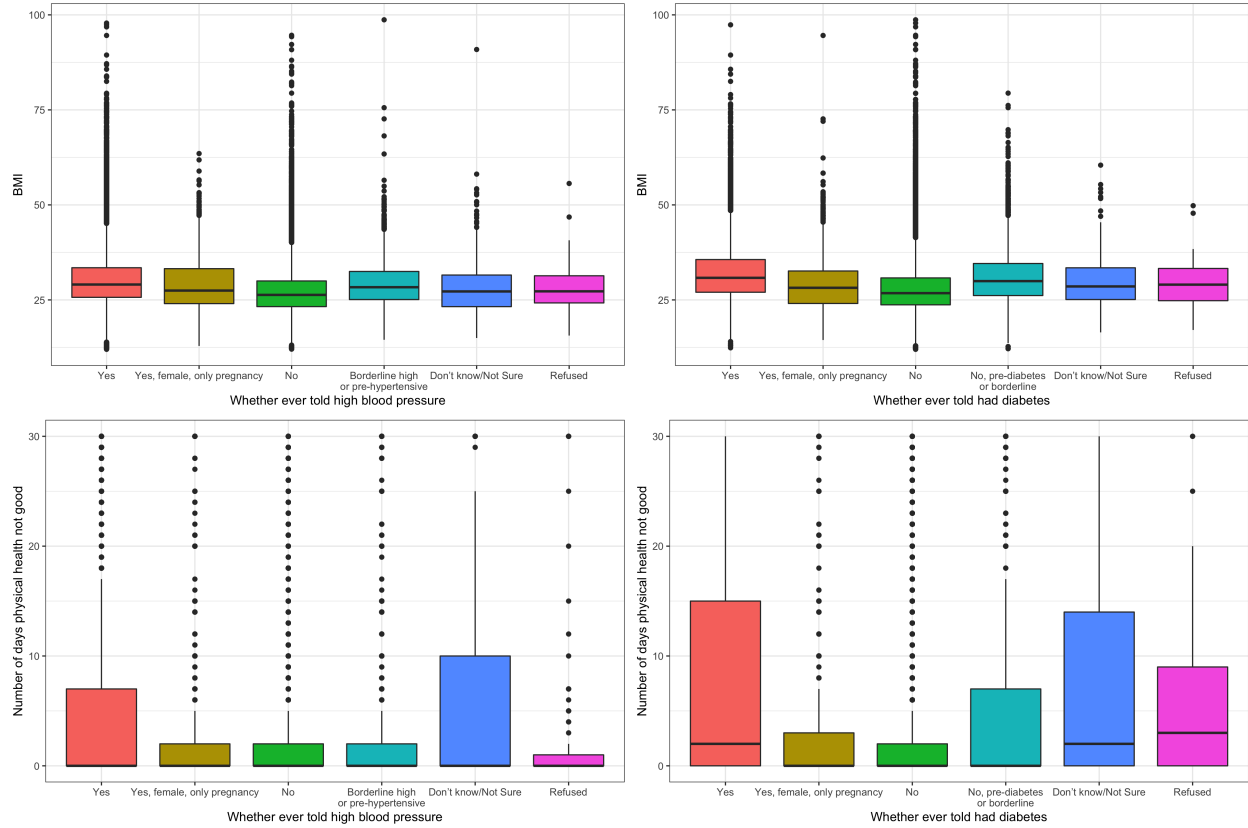 100
75
50
25
BMI
Yes
Yes, female, only pregnancy
No
Borderline high
or pre-hypertensive
Don't know/Not Sure
Refused
Whether ever told high blood pressure
100
75
50
25
BMI
Yes
Yes, female, only pregnancy
No
No, pre-diabetes
or borderline
Don't know/Not Sure
Refused
Whether ever told had diabetes
30
20
10
0
Number of days physical health not good
Yes
Yes, female, only pregnancy
No
Borderline high
or pre-hypertensive
Don't know/Not Sure
Refused
Whether ever told high blood pressure
30
20
10
0
Number of days physical health not good
Yes
Yes, female, only pregnancy
No
No, pre-diabetes
or borderline
Don't know/Not Sure
Refused
Whether ever told had diabetes